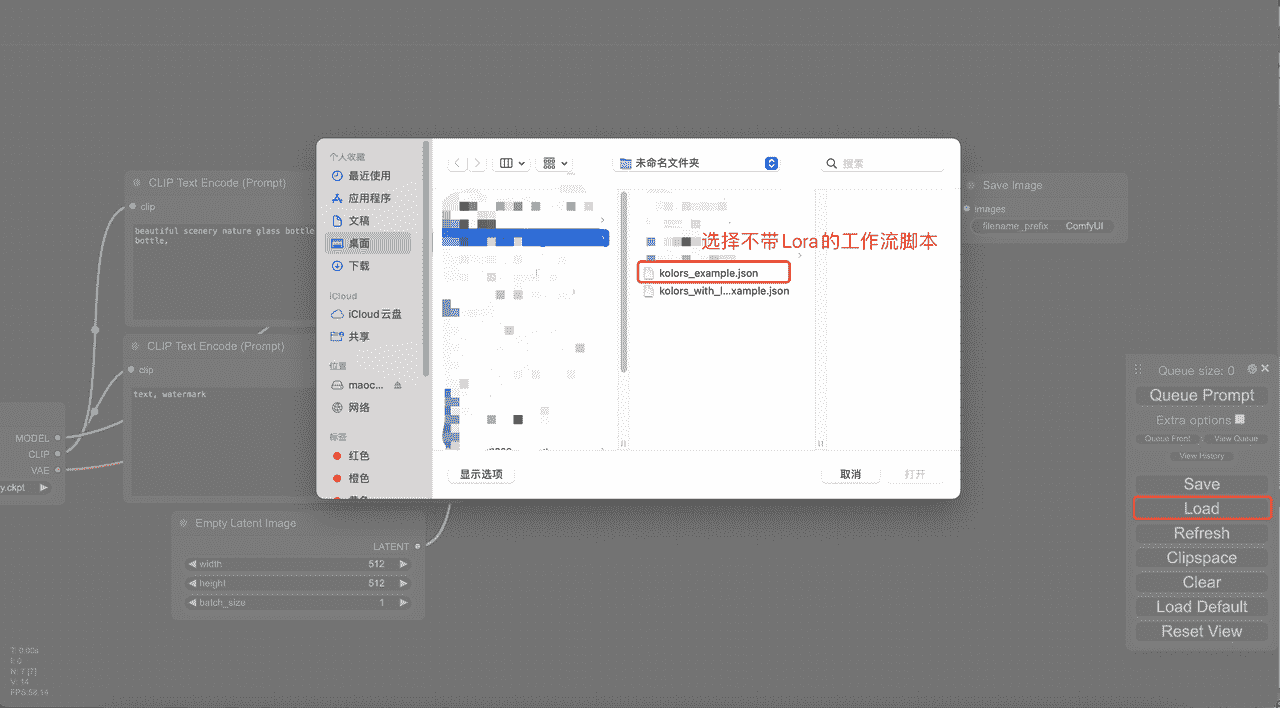 CLIP Text Encode (Prompt)
clip
beautiful scenery nature glass bottle
bottle,
CLIP Text Encode (Prompt)
clip
text, watermark
MODEL
CLIP
VAE
y.ckpt
Empty Latent Image
LATENT
width 512
height 512
batch_size 1
个人收藏
最近使用
应用程序
文稿
桌面
下载
iCloud
iCloud云盘
共享
位置
maoc...
网络
标签
红色
橙色
未命名文件夹
搜索
选择不带Lora的工作流脚本
kolors_example.json
kolors_with_l...xample.json
显示选项
取消
打开
Save Image
images
filename_prefix ComfyUI
Queue size: 0
Queue Prompt
Extra options
Queue Front
View Queue
View History
Save
Load
Refresh
Clipspace
Clear
Load Default
Reset View